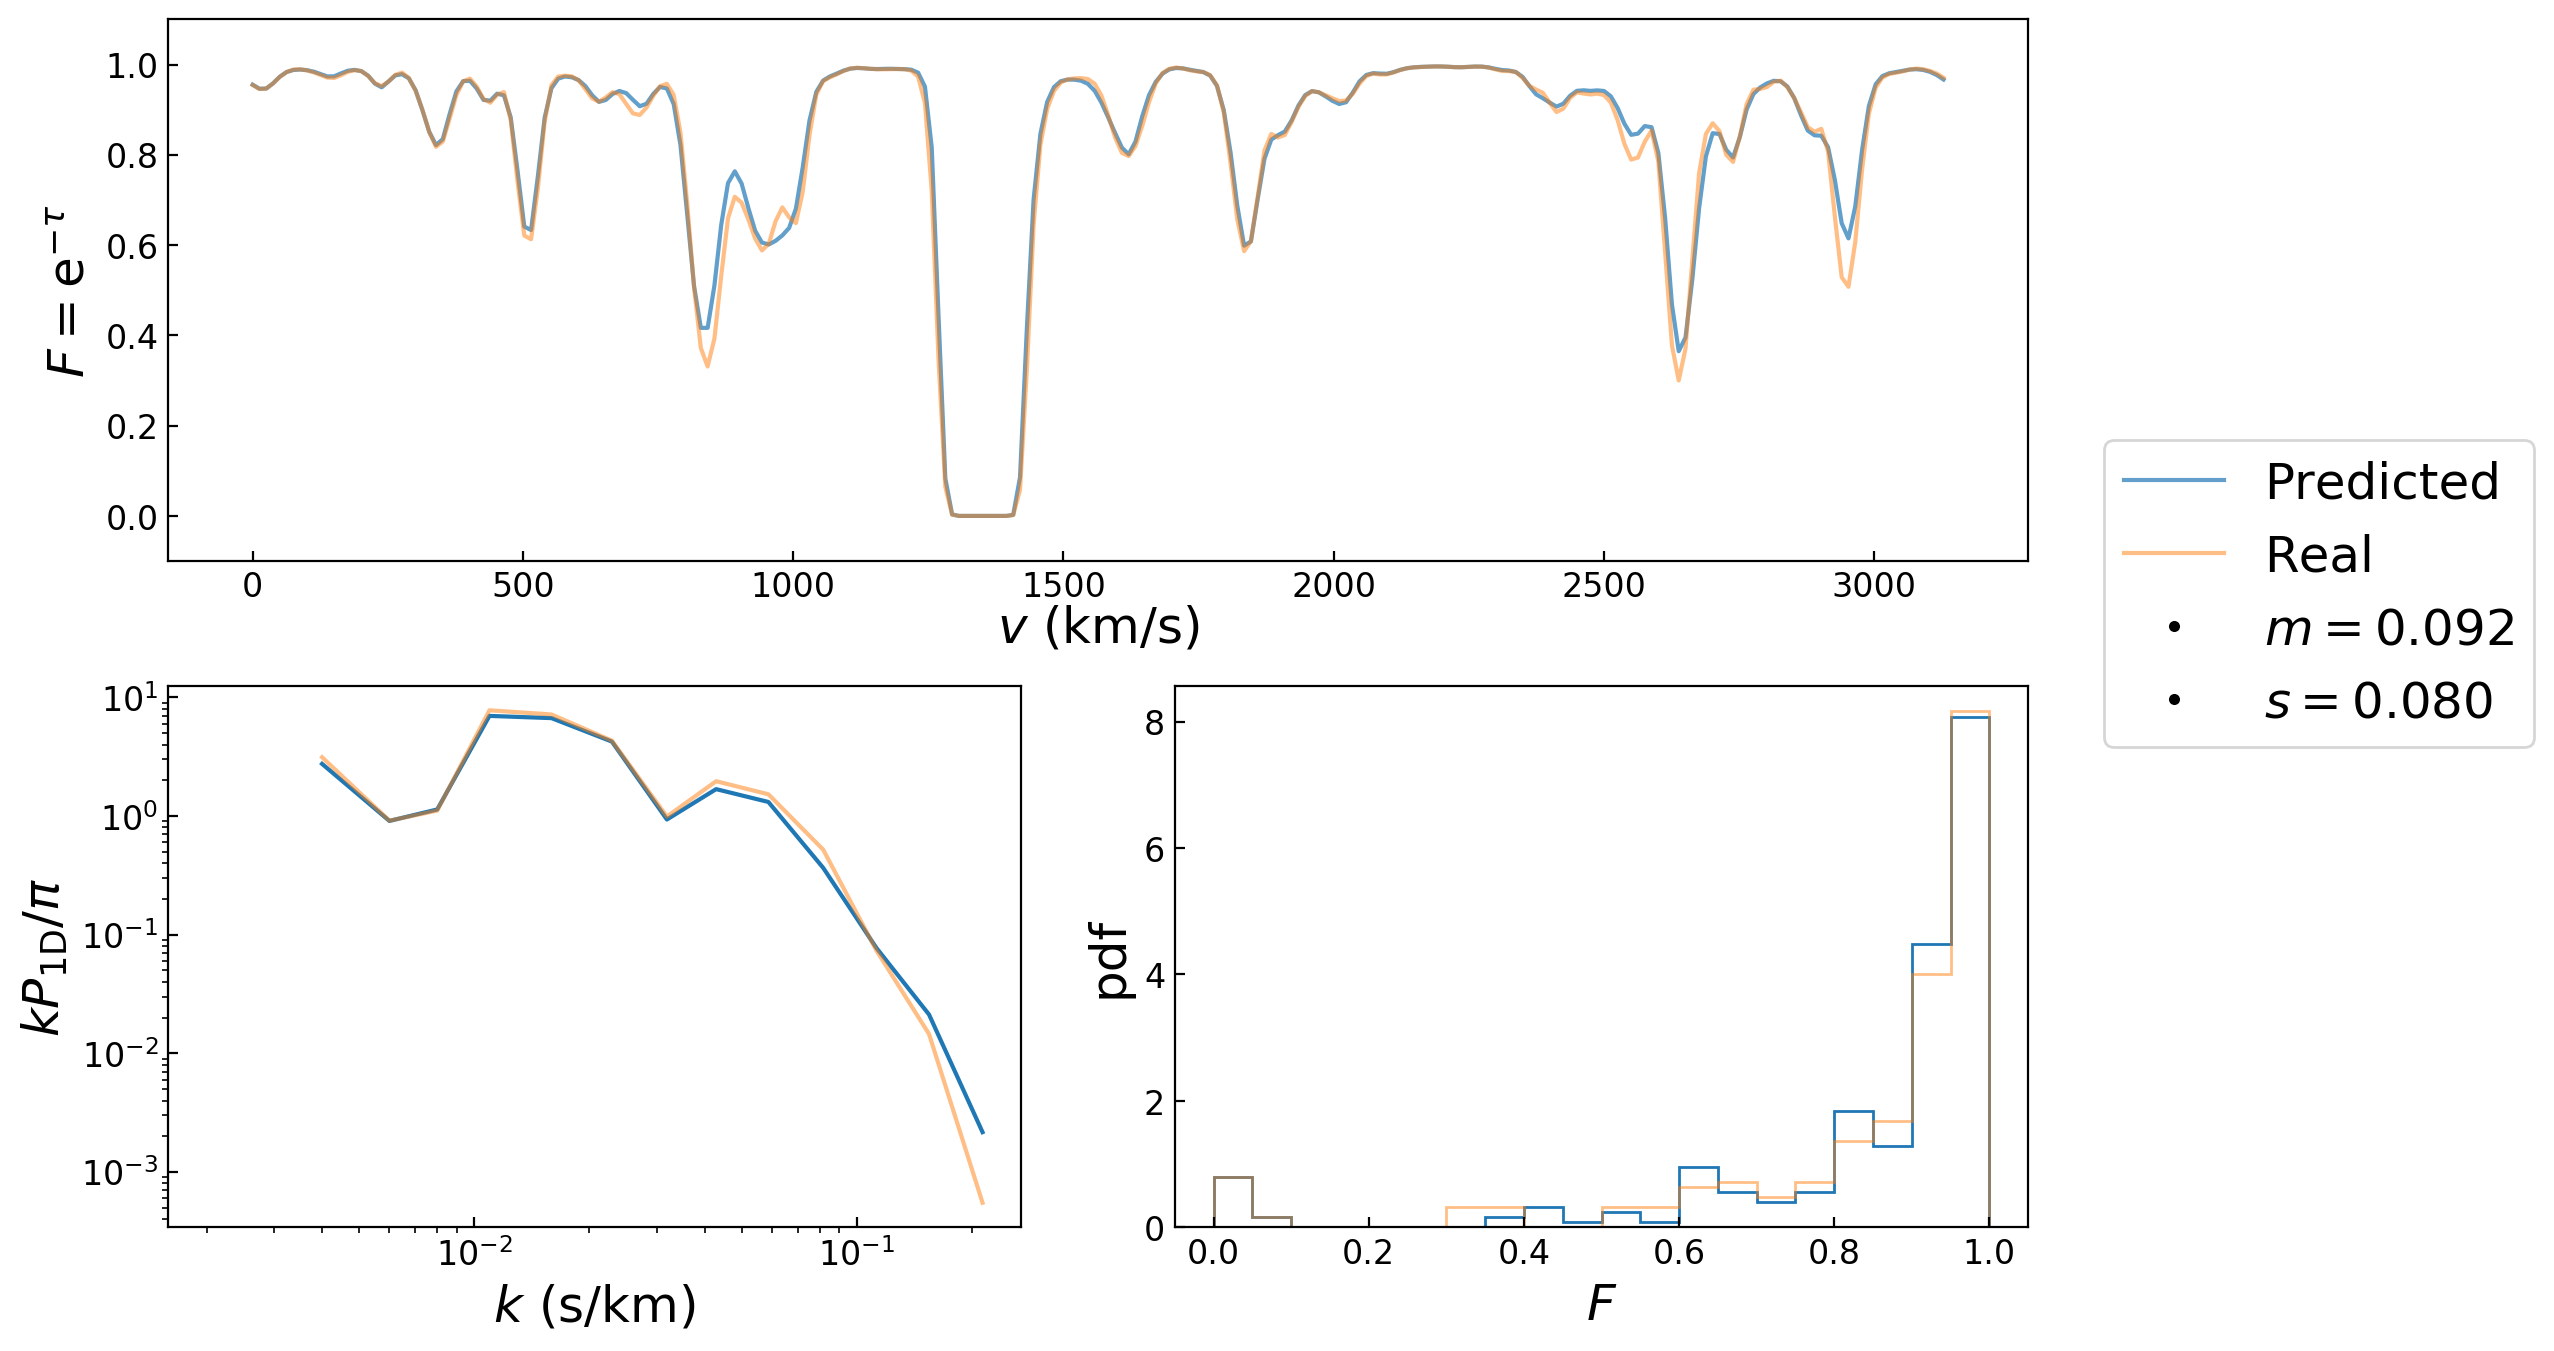 F = e^{-τ}
1.0
0.8
0.6
0.4
0.2
0.0
0 500 1000 1500 2000 2500 3000
v (km/s)
Predicted
Real
m = 0.092
s = 0.080
kP_{1D}/π
10^1
10^0
10^{-1}
10^{-2}
10^{-3}
10^{-2} 10^{-1}
k (s/km)
pdf
8
6
4
2
0
0.0 0.2 0.4 0.6 0.8 1.0
F